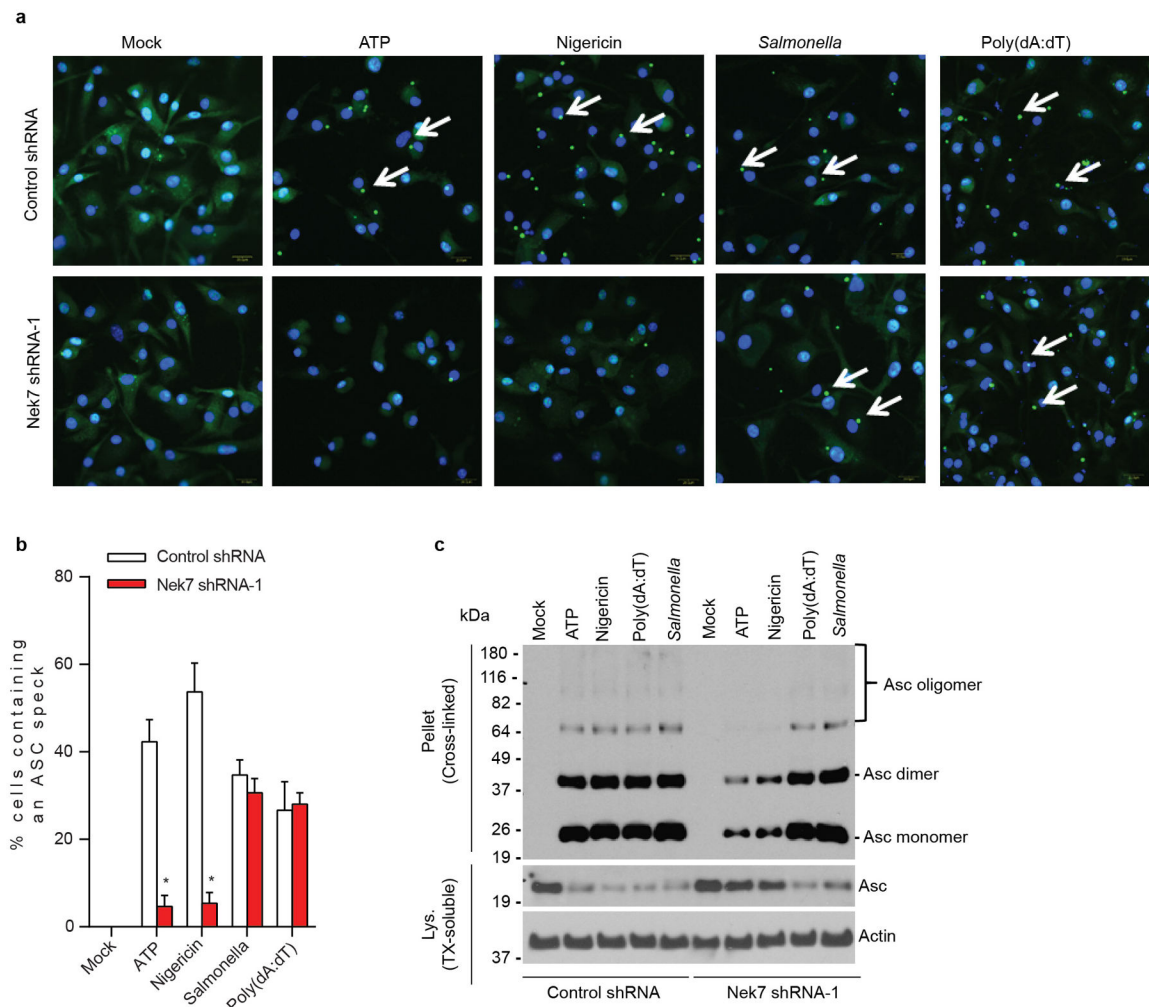 a
Mock ATP Nigericin Salmonella Poly(dA:dT)
Control shRNA
Nek7 shRNA-1
b
Control shRNA
Nek7 shRNA-1
% cells containing
an ASC speck
80
60
40
20
0
* *
Mock ATP Nigericin Salmonella Poly(dA:dT)
c
kDa
Mock ATP Nigericin Poly(dA:dT) Salmonella Mock ATP Nigericin Poly(dA:dT) Salmonella
Pellet
(Cross-linked)
180 -
116 -
82 -
64 -
49 -
37 -
26 -
19 -
Asc oligomer
Asc dimer
Asc monomer
Lys.
(TX-soluble)
19 -
37 -
Asc
Actin
Control shRNA Nek7 shRNA-1